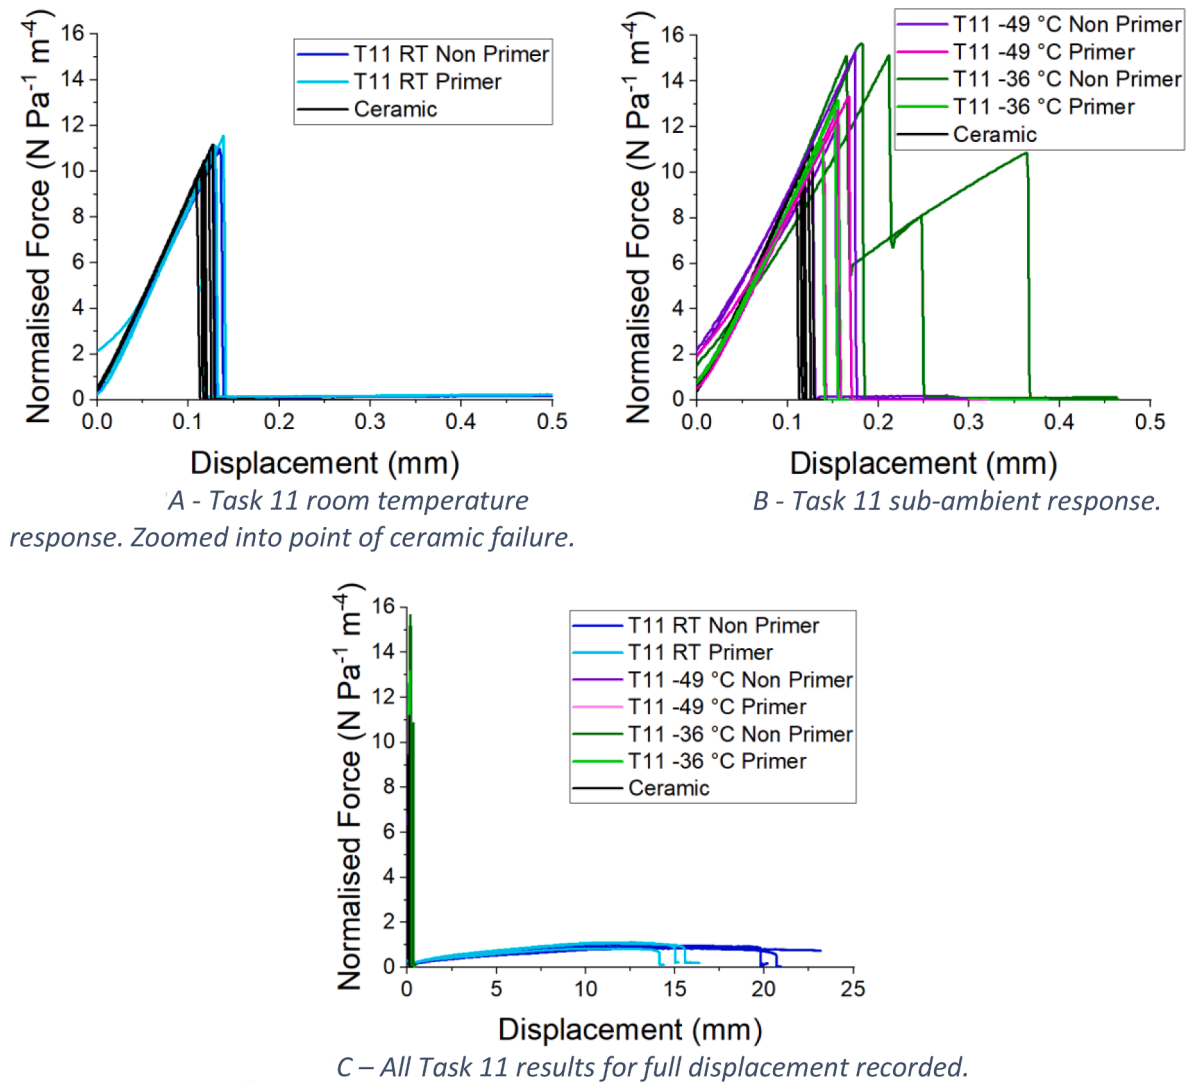 T11 RT Non Primer
T11 RT Primer
Ceramic
Normalised Force (N Pa-1 m-4)
16
14
12
10
8
6
4
2
0
0.0 0.1 0.2 0.3 0.4 0.5
Displacement (mm)
A - Task 11 room temperature
response. Zoomed into point of ceramic failure.
T11 -49 °C Non Primer
T11 -49 °C Primer
T11 -36 °C Non Primer
T11 -36 °C Primer
Ceramic
Normalised Force (N Pa-1 m-4)
16
14
12
10
8
6
4
2
0
0.0 0.1 0.2 0.3 0.4 0.5
Displacement (mm)
B - Task 11 sub-ambient response.
T11 RT Non Primer
T11 RT Primer
T11 -49 °C Non Primer
T11 -49 °C Primer
T11 -36 °C Non Primer
T11 -36 °C Primer
Ceramic
Normalised Force (N Pa-1 m-4)
16
14
12
10
8
6
4
2
0
0 5 10 15 20 25
Displacement (mm)
C – All Task 11 results for full displacement recorded.